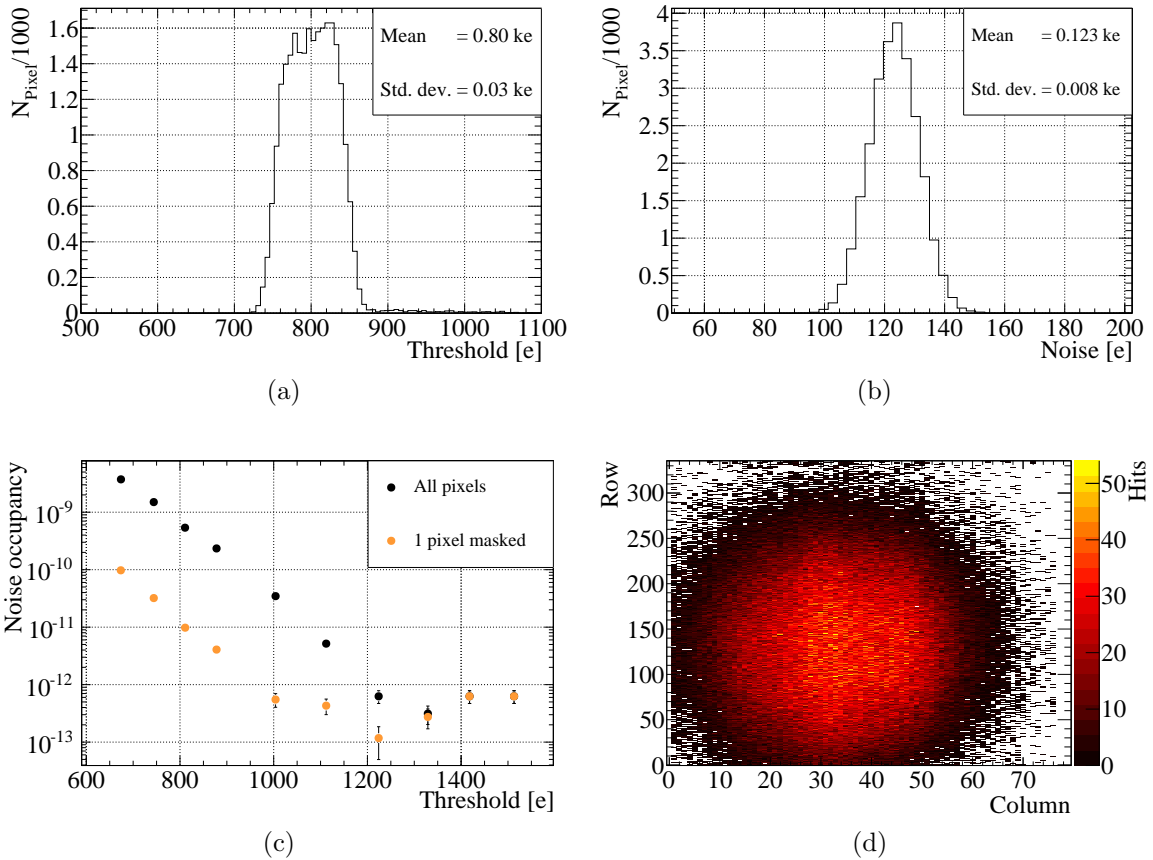 N_Pixel/1000
1.6
1.4
1.2
1
0.8
0.6
0.4
0.2
0
Mean = 0.80 ke
Std. dev. = 0.03 ke
500 600 700 800 900 1000 1100
Threshold [e]
(a)
N_Pixel/1000
4
3.5
3
2.5
2
1.5
1
0.5
0
Mean = 0.123 ke
Std. dev. = 0.008 ke
60 80 100 120 140 160 180 200
Noise [e]
(b)
Noise occupancy
10^-9
10^-10
10^-11
10^-12
10^-13
All pixels
1 pixel masked
600 800 1000 1200 1400
Threshold [e]
(c)
Row
300
250
200
150
100
50
0
0 10 20 30 40 50 60 70
Column
Hits
50
40
30
20
10
0
(d)